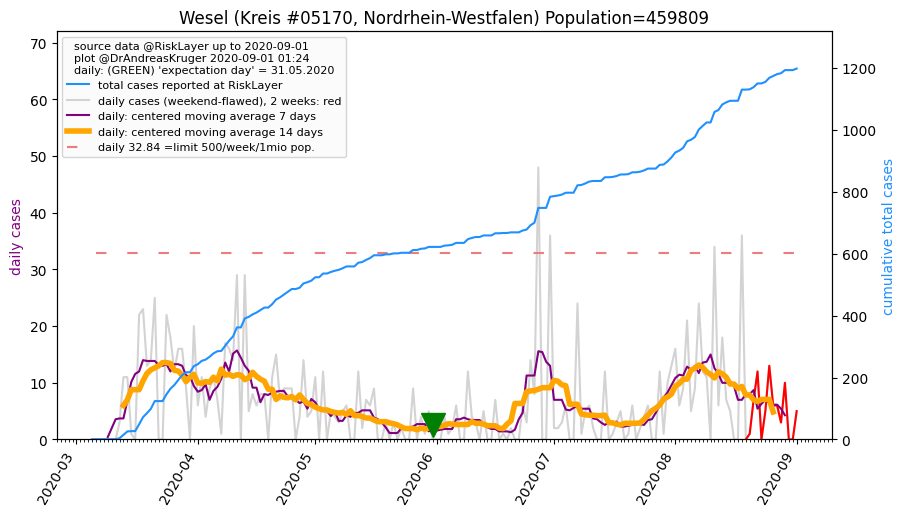 Wesel (Kreis #05170, Nordrhein-Westfalen) Population=459809
source data @RiskLayer up to 2020-09-01
plot @DrAndreasKruger 2020-09-01 01:24
daily: (GREEN) 'expectation day' = 31.05.2020
total cases reported at RiskLayer
daily cases (weekend-flawed), 2 weeks: red
daily: centered moving average 7 days
daily: centered moving average 14 days
daily 32.84 =limit 500/week/1mio pop.
daily cases
70
60
50
40
30
20
10
0
cumulative total cases
1200
1000
800
600
400
200
0
2020-03
2020-04
2020-05
2020-06
2020-07
2020-08
2020-09